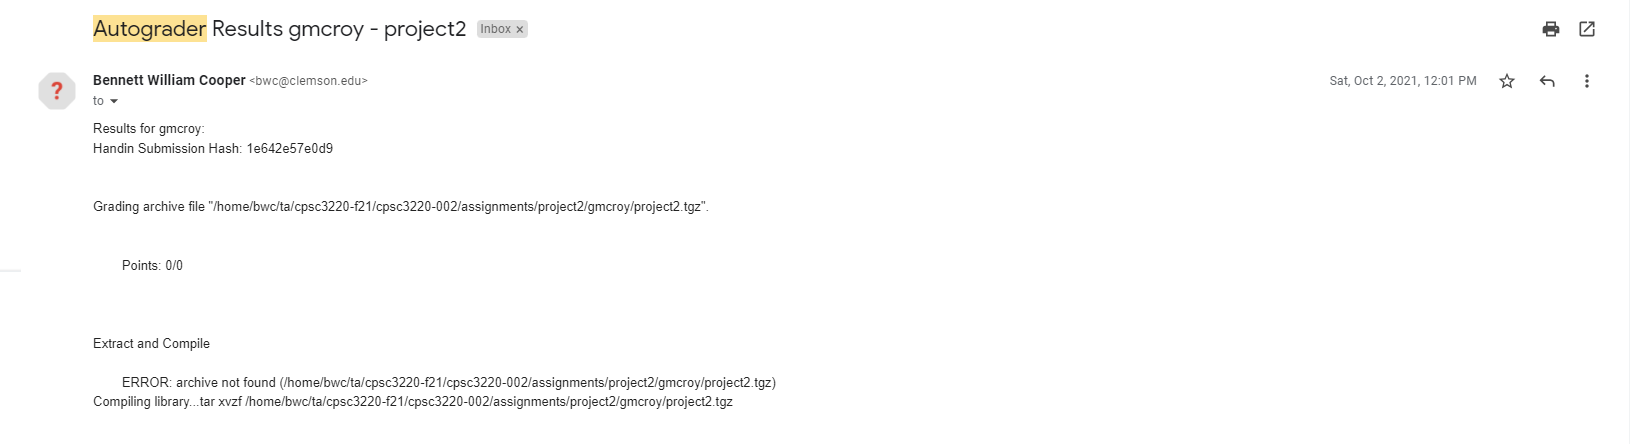 Autograder Results gmcroy - project2 Inbox ×
Bennett William Cooper <bwc@clemson.edu> Sat, Oct 2, 2021, 12:01 PM
to
Results for gmcroy:
Handin Submission Hash: 1e642e57e0d9
Grading archive file "/home/bwc/ta/cpsc3220-f21/cpsc3220-002/assignments/project2/gmcroy/project2.tgz".
Points: 0/0
Extract and Compile
ERROR: archive not found (/home/bwc/ta/cpsc3220-f21/cpsc3220-002/assignments/project2/gmcroy/project2.tgz)
Compiling library...tar xvzf /home/bwc/ta/cpsc3220-f21/cpsc3220-002/assignments/project2/gmcroy/project2.tgz